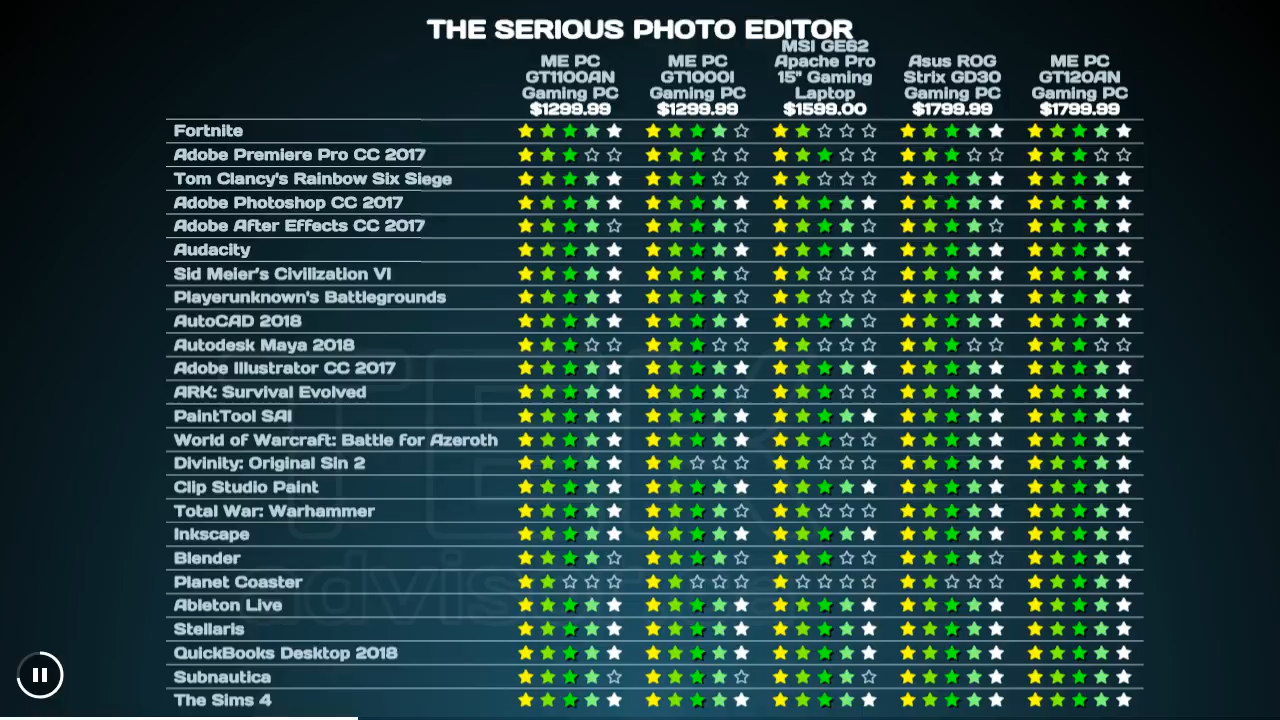 THE SERIOUS PHOTO EDITOR
ME PC
GT1100AN
Gaming PC
$1299.99
ME PC
GT1000I
Gaming PC
$1299.99
MSI GE62
Apache Pro
15" Gaming
Laptop
$1599.00
Asus ROG
Strix GD30
Gaming PC
$1799.99
ME PC
GT120AN
Gaming PC
$1799.99
Fortnite
Adobe Premiere Pro CC 2017
Tom Clancy's Rainbow Six Siege
Adobe Photoshop CC 2017
Adobe After Effects CC 2017
Audacity
Sid Meier's Civilization VI
Playerunknown's Battlegrounds
AutoCAD 2018
Autodesk Maya 2018
Adobe Illustrator CC 2017
ARK: Survival Evolved
PaintTool SAI
World of Warcraft: Battle for Azeroth
Divinity: Original Sin 2
Clip Studio Paint
Total War: Warhammer
Inkscape
Blender
Planet Coaster
Ableton Live
Stellaris
QuickBooks Desktop 2018
Subnautica
The Sims 4